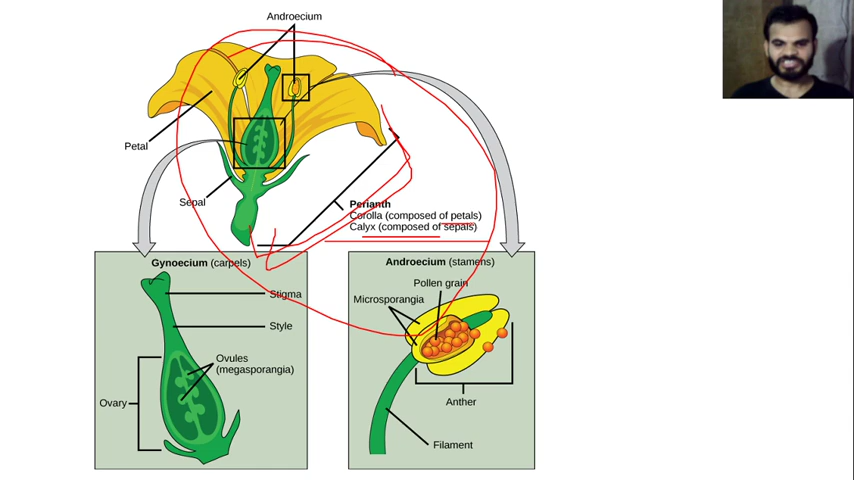 Androecium
Petal
Sepal
Perianth
Corolla (composed of petals)
Calyx (composed of sepals)
Gynoecium (carpels)
Stigma
Style
Ovules
(megasporangia)
Ovary
Androecium (stamens)
Pollen grain
Microsporangia
Anther
Filament